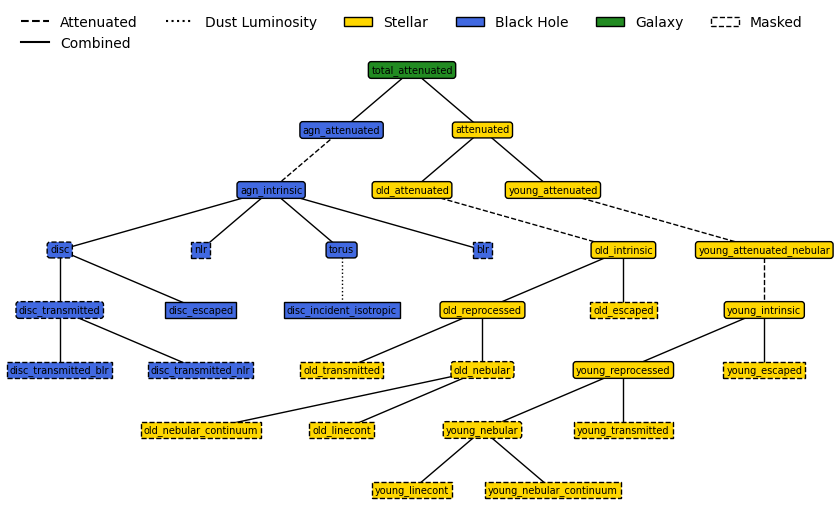 Attenuated
Dust Luminosity
Stellar
Black Hole
Galaxy
Masked
Combined
total_attenuated
agn_attenuated
attenuated
agn_intrinsic
old_attenuated
young_attenuated
disc
nlr
torus
blr
old_intrinsic
young_attenuated_nebular
disc_transmitted
disc_escaped
disc_incident_isotropic
old_reprocessed
old_escaped
young_intrinsic
disc_transmitted_blr
disc_transmitted_nlr
old_transmitted
old_nebular
young_reprocessed
young_escaped
old_nebular_continuum
old_linecont
young_nebular
young_transmitted
young_linecont
young_nebular_continuum